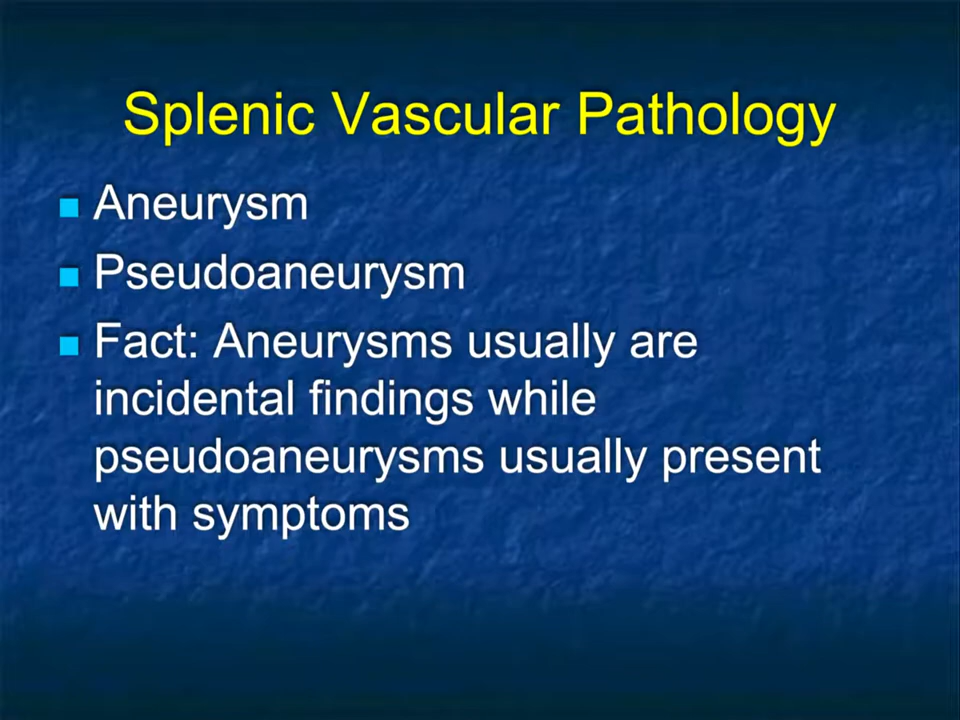 Splenic Vascular Pathology
Aneurysm
Pseudoaneurysm
Fact: Aneurysms usually are
incidental findings while
pseudoaneurysms usually present
with symptoms